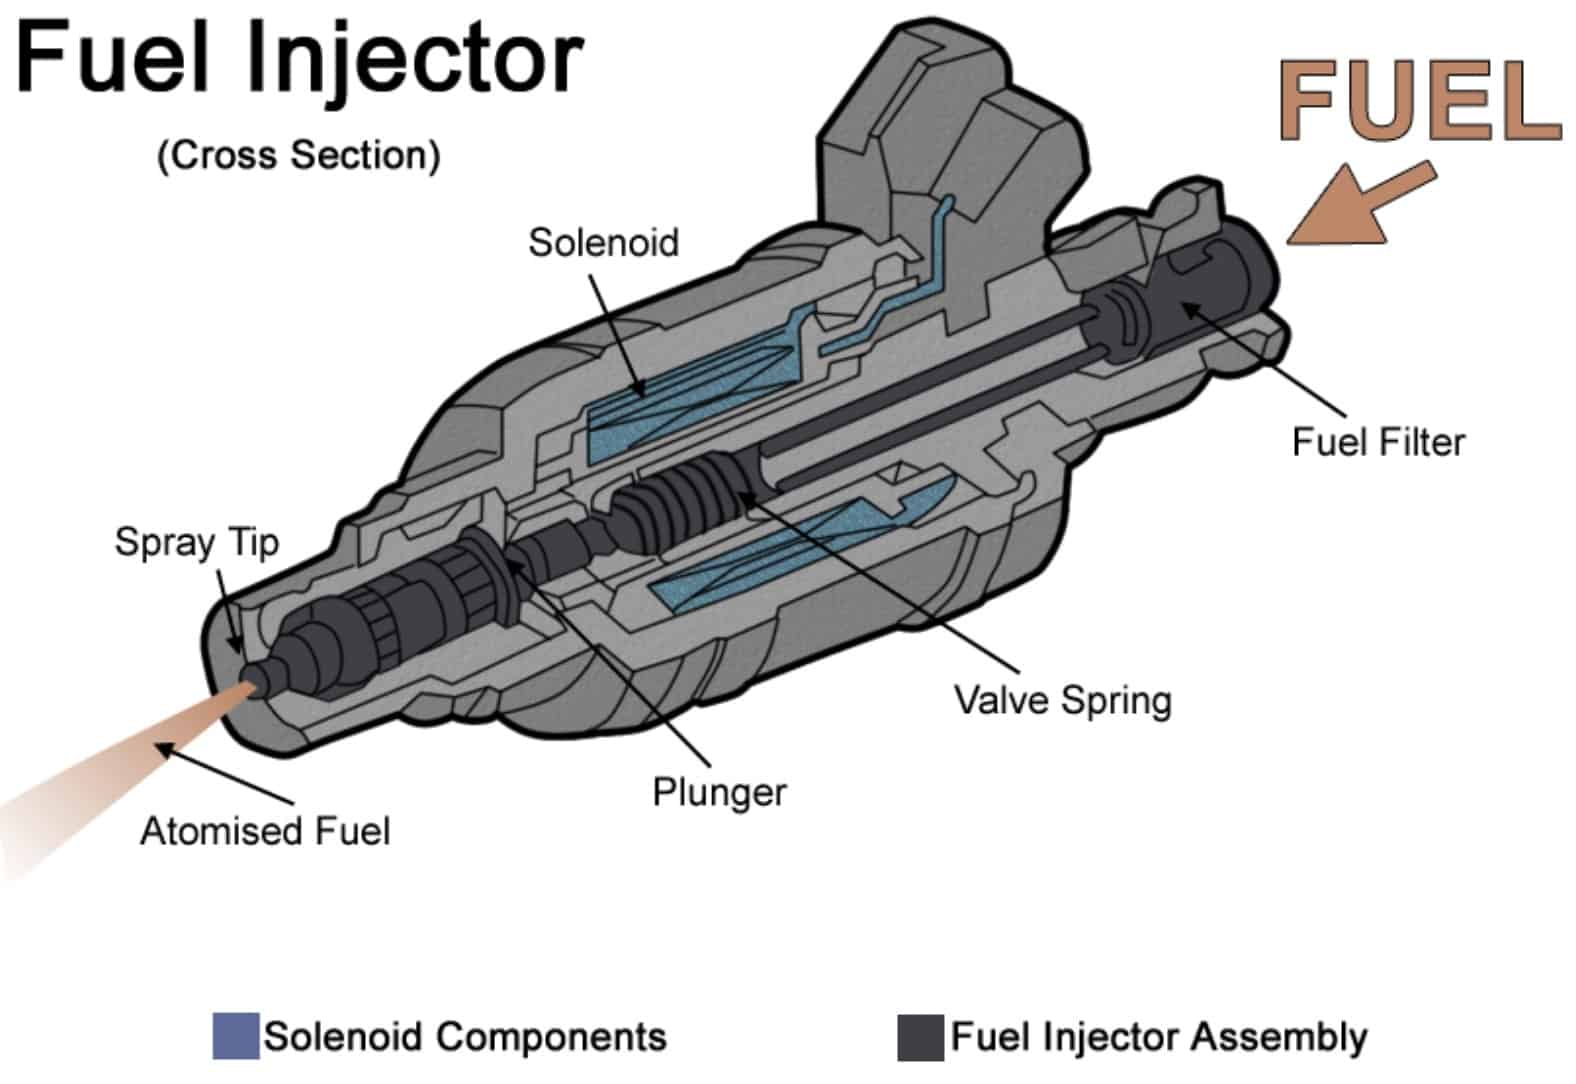 Fuel Injector
(Cross Section)
FUEL
Solenoid
Fuel Filter
Spray Tip
Valve Spring
Plunger
Atomised Fuel
Solenoid Components
Fuel Injector Assembly